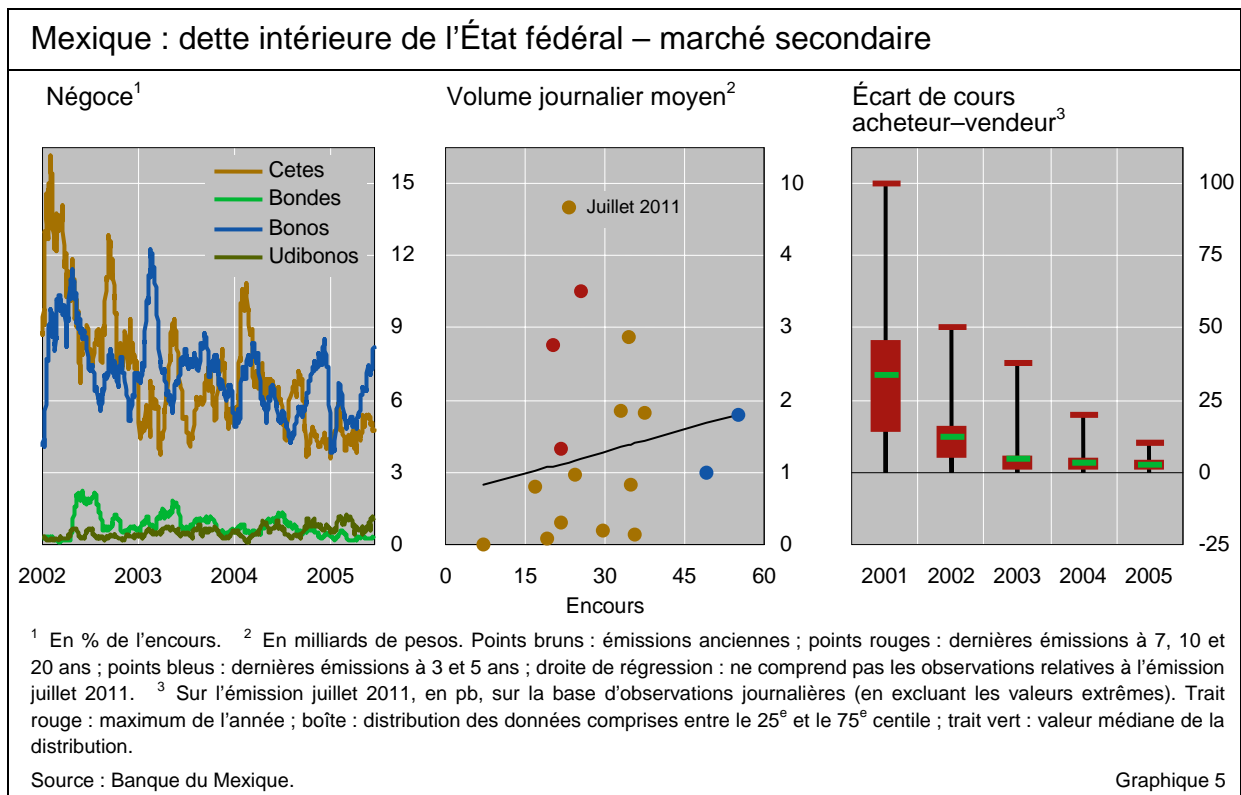 Mexique : dette intérieure de l’État fédéral – marché secondaire
Négoce¹
Cetes
Bondes
Bonos
Udibonos
15
12
9
6
3
0
2002 2003 2004 2005
Volume journalier moyen²
Juillet 2011
10
4
3
2
1
0
0 15 30 45 60
Encours
Écart de cours
acheteur–vendeur³
100
75
50
25
0
-25
2001 2002 2003 2004 2005
¹ En % de l’encours. ² En milliards de pesos. Points bruns : émissions anciennes ; points rouges : dernières émissions à 7, 10 et
20 ans ; points bleus : dernières émissions à 3 et 5 ans ; droite de régression : ne comprend pas les observations relatives à l’émission
juillet 2011. ³ Sur l’émission juillet 2011, en pb, sur la base d’observations journalières (en excluant les valeurs extrêmes). Trait
rouge : maximum de l’année ; boîte : distribution des données comprises entre le 25ᵉ et le 75ᵉ centile ; trait vert : valeur médiane de la
distribution.
Source : Banque du Mexique.
Graphique 5